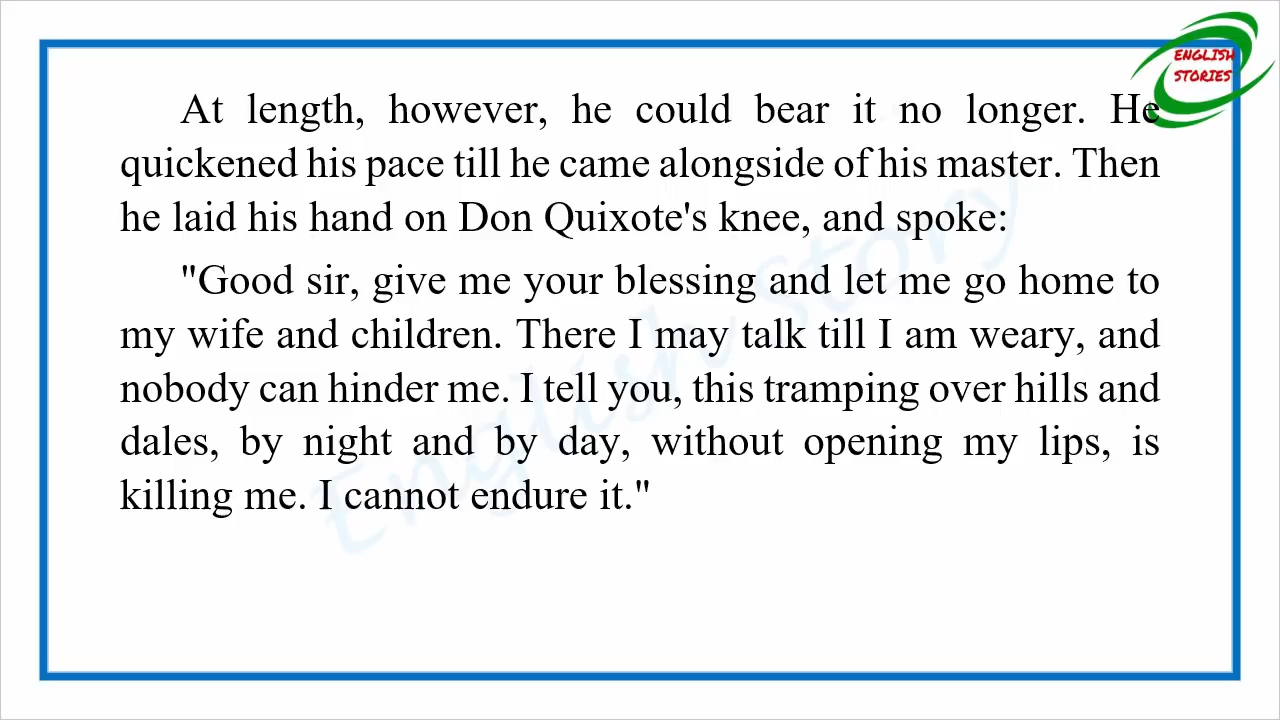 ENGLISH
STORIES
At length, however, he could bear it no longer. He
quickened his pace till he came alongside of his master. Then
he laid his hand on Don Quixote's knee, and spoke:
"Good sir, give me your blessing and let me go home to
my wife and children. There I may talk till I am weary, and
nobody can hinder me. I tell you, this tramping over hills and
dales, by night and by day, without opening my lips, is
killing me. I cannot endure it."
English Story